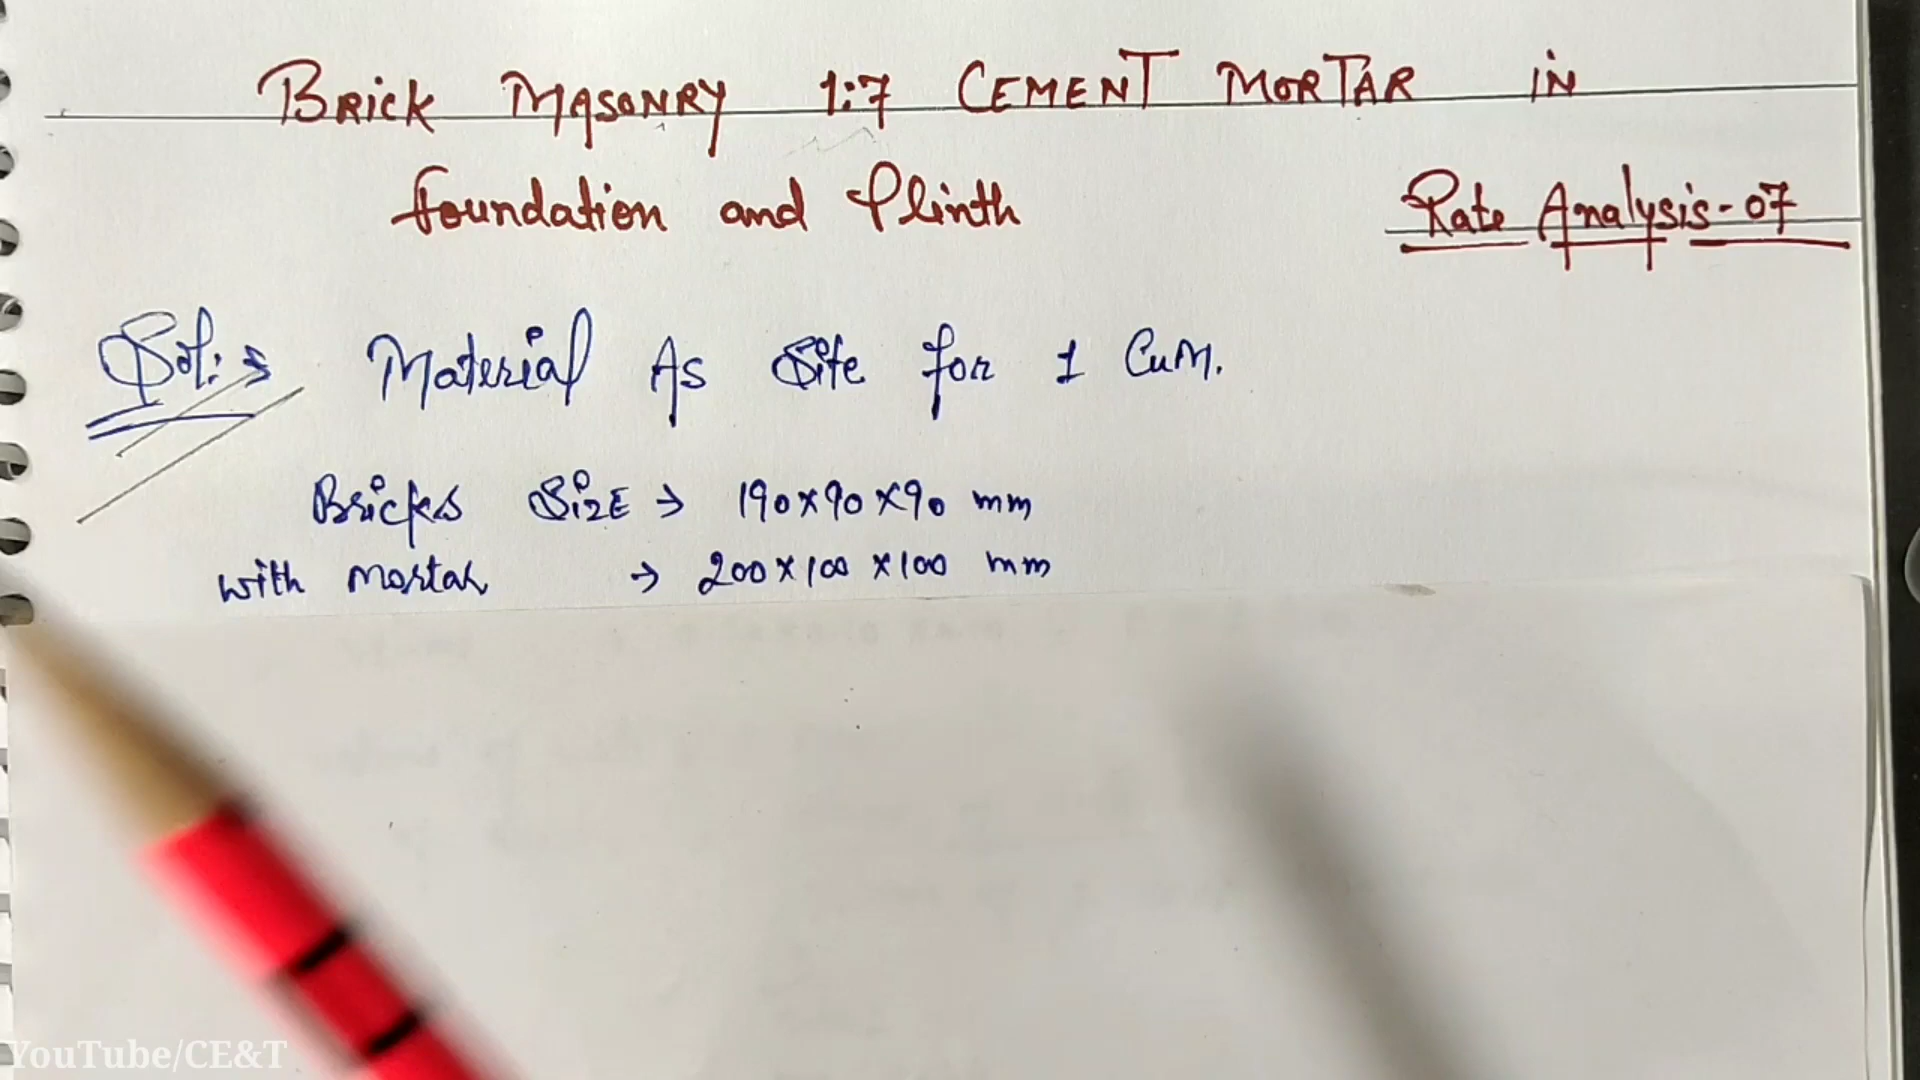 BRICK MASONRY 1:7 CEMENT MORTAR IN
foundation and Plinth
Rate Analysis-07
Sol:→ Material As Site for 1 CuM.
Bricks SIZE → 190×90×90 mm
with mortar → 200×100×100 mm
YouTube/CE&T